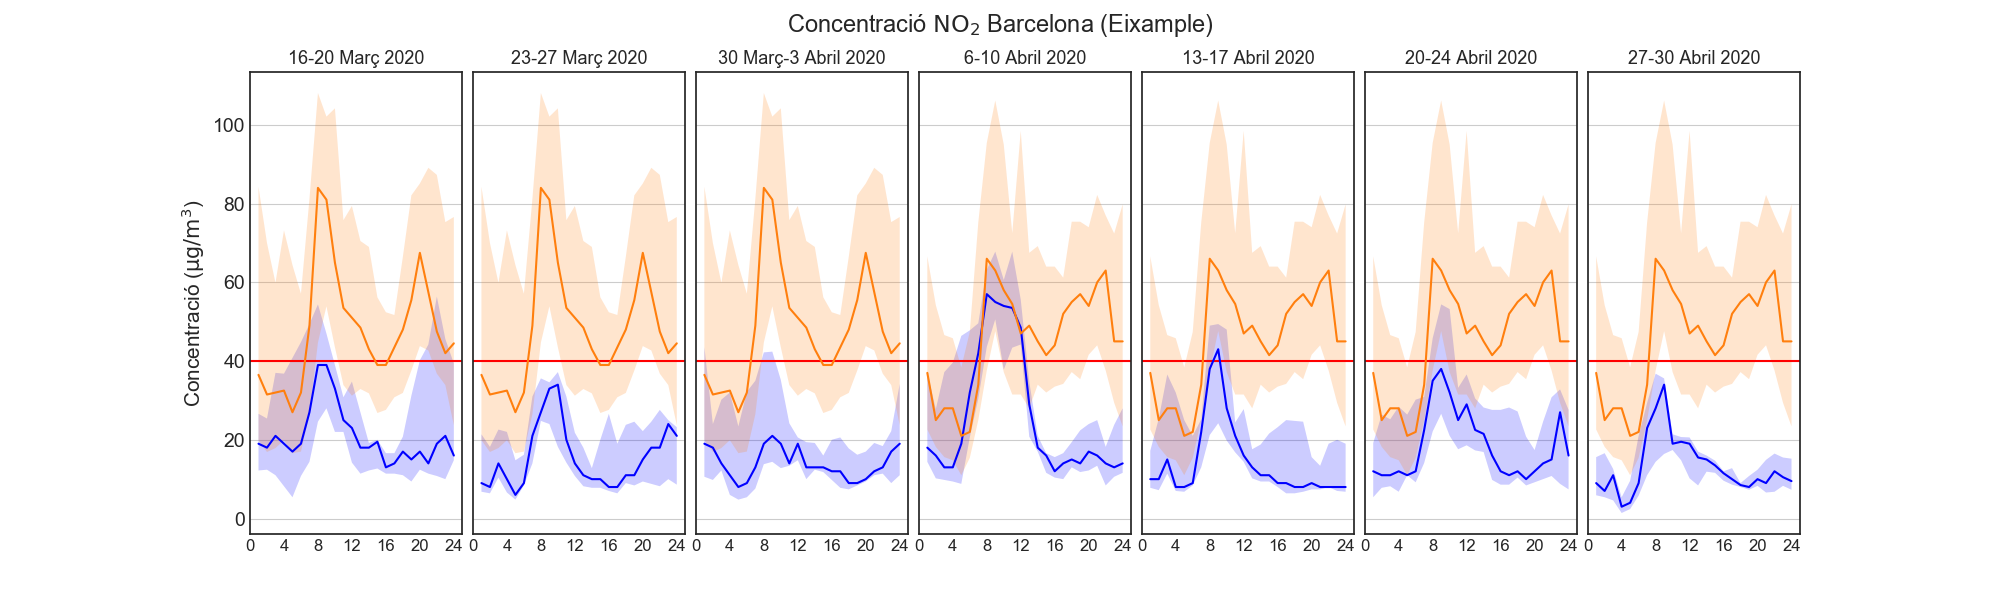 Concentració NO₂ Barcelona (Eixample)
16-20 Març 2020
23-27 Març 2020
30 Març-3 Abril 2020
6-10 Abril 2020
13-17 Abril 2020
20-24 Abril 2020
27-30 Abril 2020
Concentració (µg/m³)
100
80
60
40
20
0
0 4 8 12 16 20 24
0 4 8 12 16 20 24
0 4 8 12 16 20 24
0 4 8 12 16 20 24
0 4 8 12 16 20 24
0 4 8 12 16 20 24
0 4 8 12 16 20 24